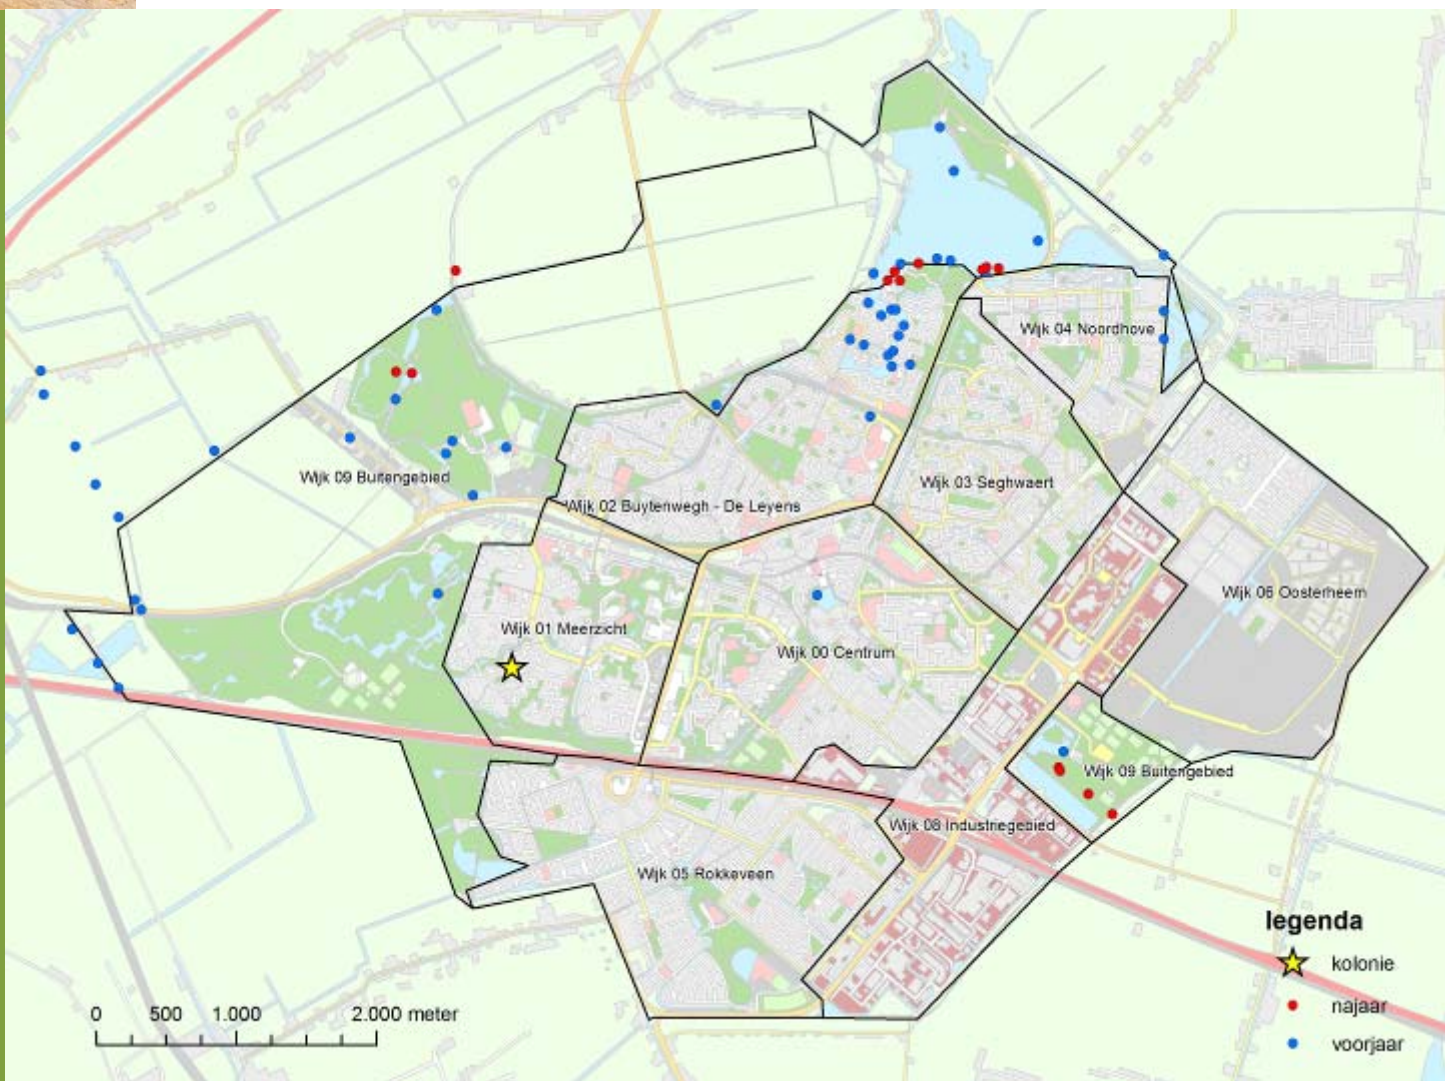 Wijk 04 Noordhove
Wijk 09 Buitengebied
Wijk 03 Seghwaert
Wijk 02 Buytenwegh - De Leyens
Wijk 06 Oosterheem
Wijk 01 Meerzicht
Wijk 00 Centrum
Wijk 09 Buitengebied
Wijk 08 Industriegebied
Wijk 05 Rokkeveen
legenda
kolonie
najaar
voorjaar
0 500 1.000 2.000 meter